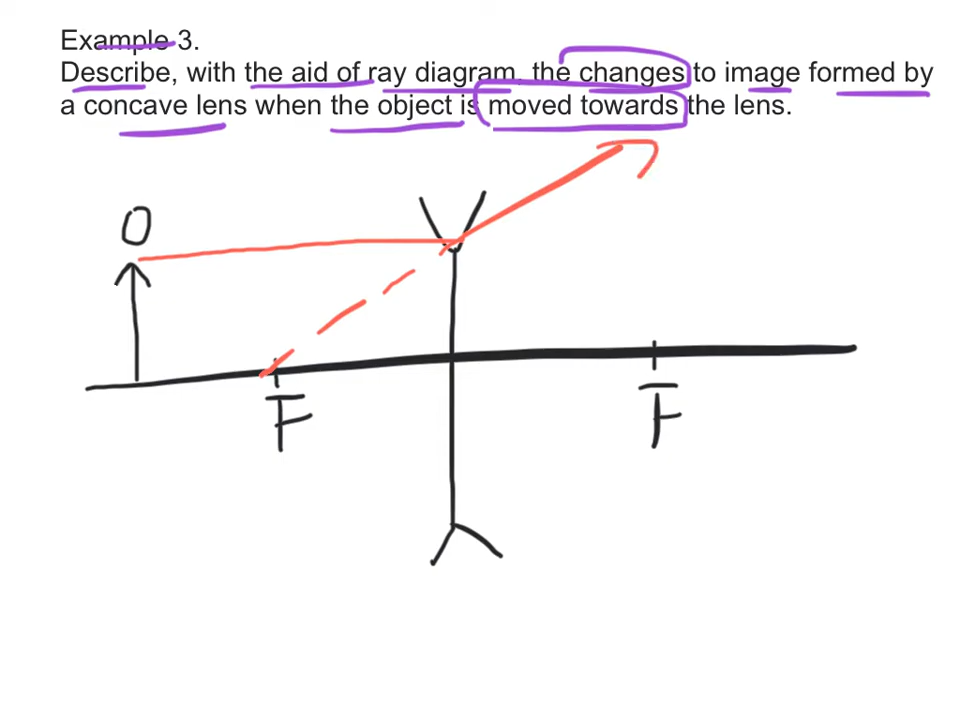 Example 3.
Describe, with the aid of ray diagram, the changes to image formed by
a concave lens when the object is moved towards the lens.
O
F
F